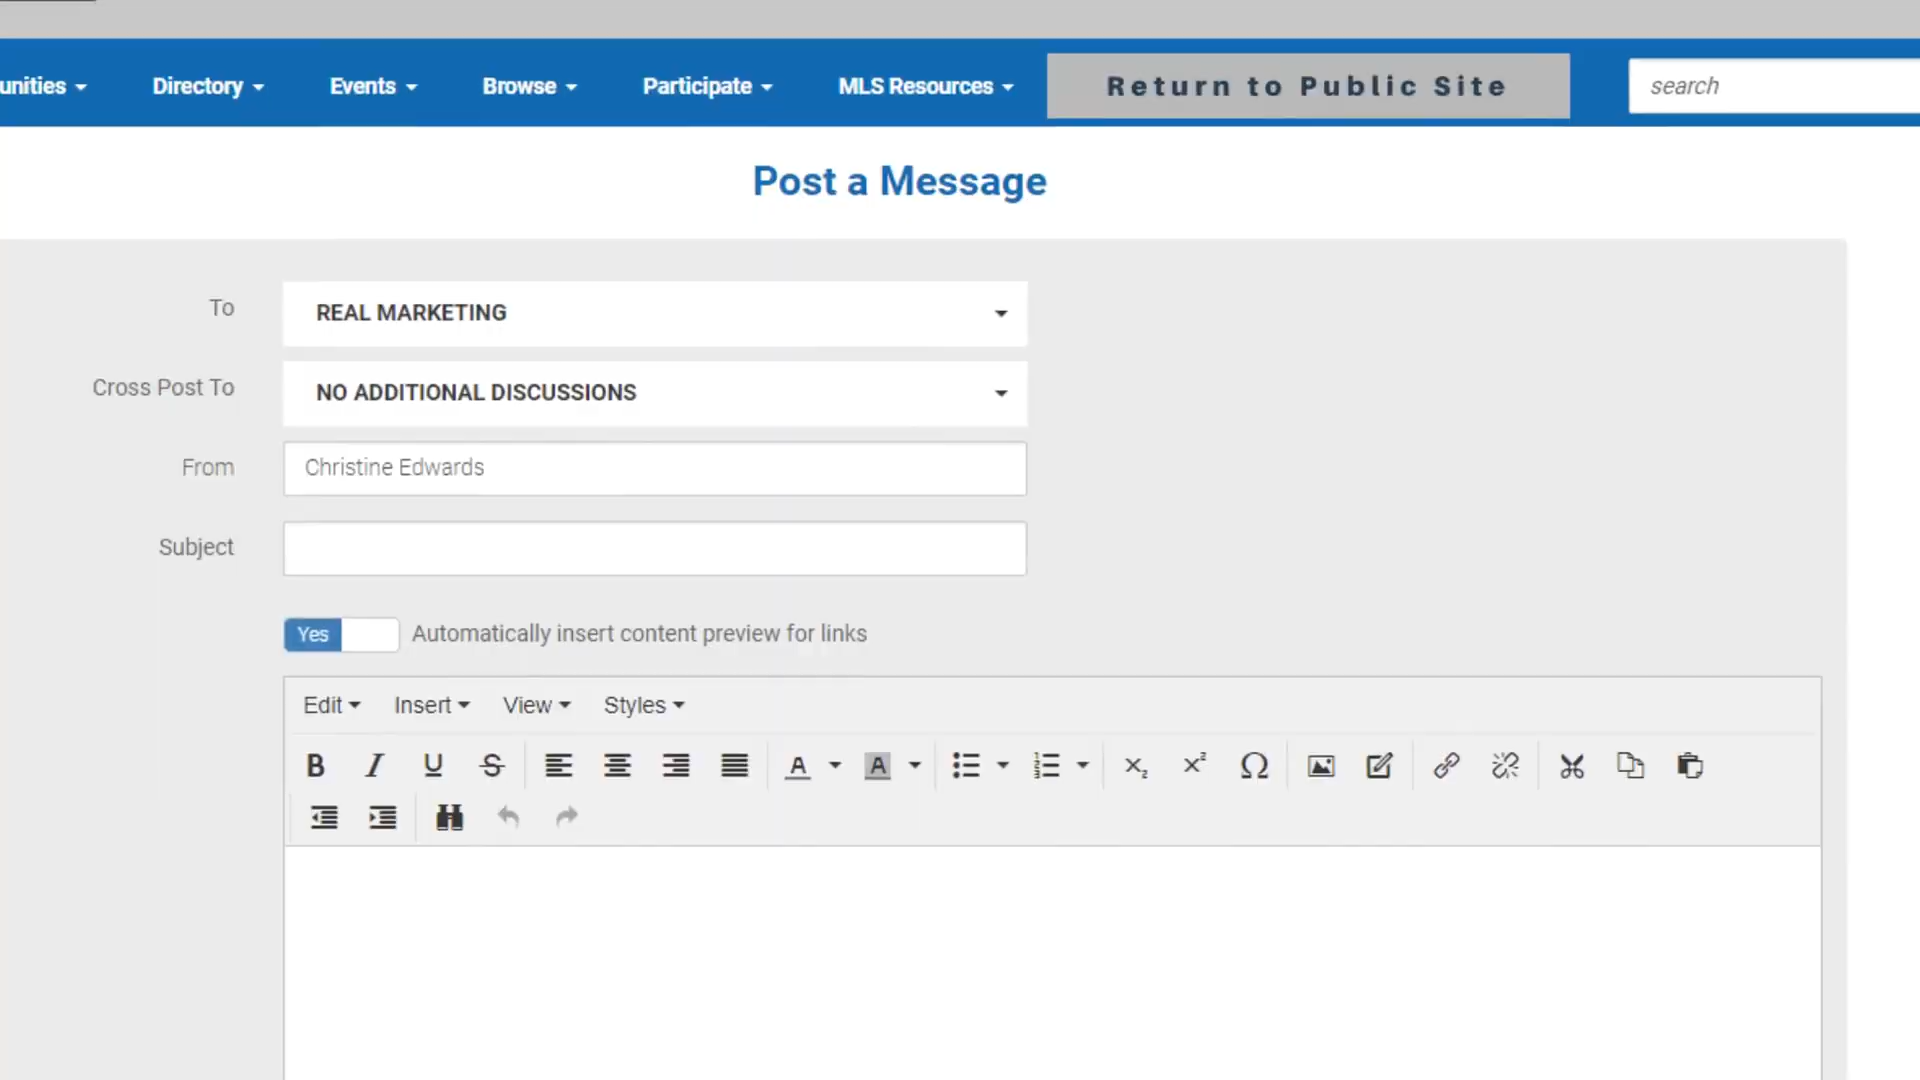 unities Directory Events Browse Participate MLS Resources Return to Public Site search
Post a Message
To REAL MARKETING
Cross Post To NO ADDITIONAL DISCUSSIONS
From Christine Edwards
Subject
Yes Automatically insert content preview for links
Edit Insert View Styles